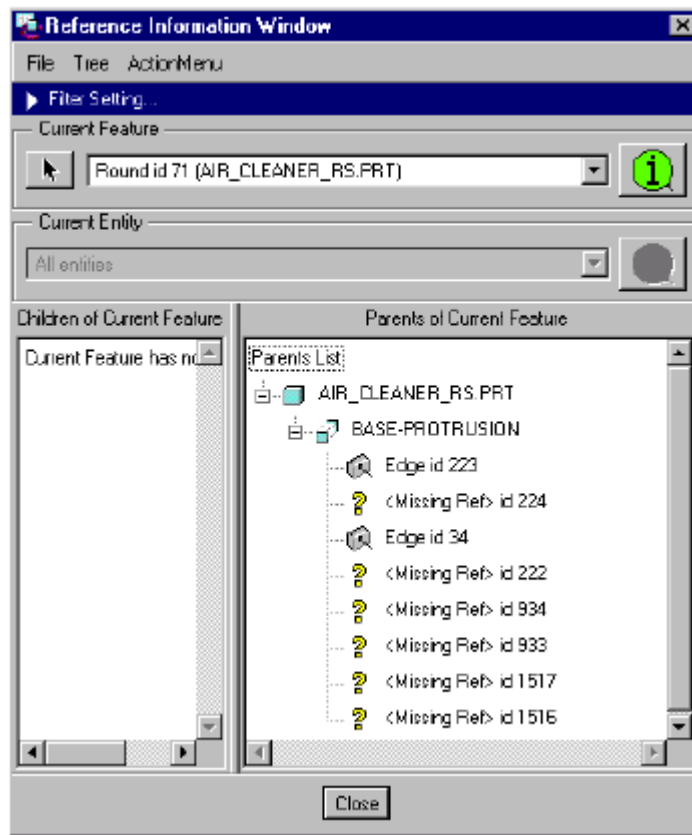 Reference Information Window
File Tree ActionMenu
Filter Setting...
Current Feature
Round id 71 (AIR_CLEANER_RS.PRT)
Current Entity
All entities
Children of Current Feature
Current Feature has no
Parents of Current Feature
Parents List
AIR_CLEANER_RS.PRT
BASE-PROTRUSION
Edge id 223
<Missing Ref> id 224
Edge id 34
<Missing Ref> id 222
<Missing Ref> id 934
<Missing Ref> id 933
<Missing Ref> id 1517
<Missing Ref> id 1516
Close